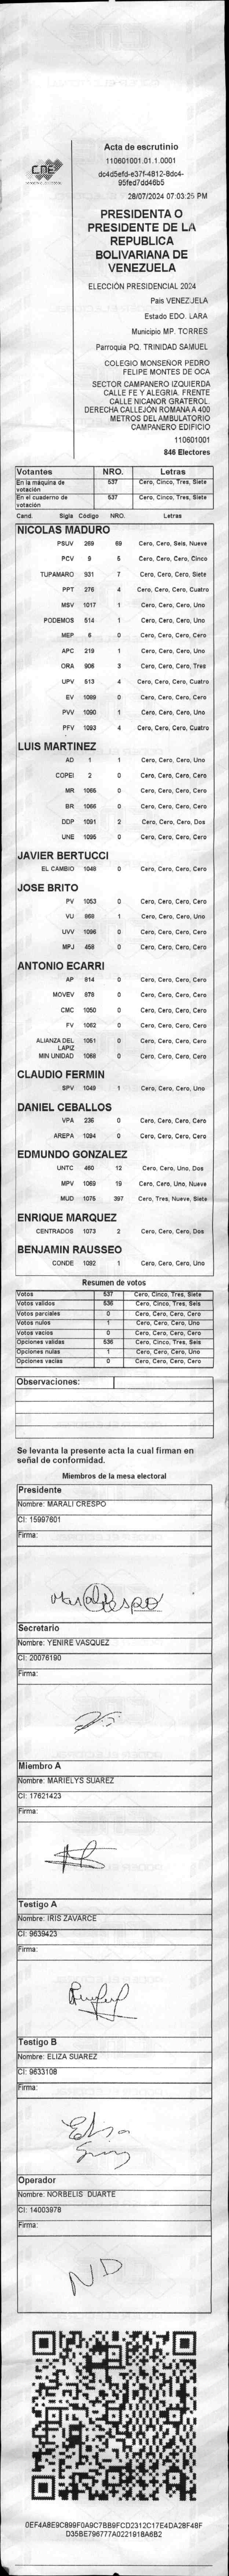 CNE
Acta de escrutinio
110601001.01.1.0001
dc4d5efd-e37f-4812-8dc4-
95fed7dd46b5
28/07/2024 07:03:25 PM
PRESIDENTA O
PRESIDENTE DE LA
REPUBLICA
BOLIVARIANA DE
VENEZUELA
ELECCIÓN PRESIDENCIAL 2024
País VENEZUELA
Estado EDO. LARA
Municipio MP. TORRES
Parroquia PQ. TRINIDAD SAMUEL
COLEGIO MONSEÑOR PEDRO
FELIPE MONTES DE OCA
SECTOR CAMPANERO IZQUIERDA
CALLE FE Y ALEGRIA. FRENTE
CALLE NICANOR GRATEROL.
DERECHA CALLEJÓN ROMANA A 400
METROS DEL AMBULATORIO
CAMPANERO EDIFICIO
110601001
846 Electores
Votantes NRO. Letras
En la máquina de votación 537 Cero, Cinco, Tres, Siete
En el cuaderno de votación 537 Cero, Cinco, Tres, Siete
Cand. Sigla Código NRO. Letras
NICOLAS MADURO
PSUV 269 69 Cero, Cero, Seis, Nueve
PCV 9 5 Cero, Cero, Cero, Cinco
TUPAMARO 931 7 Cero, Cero, Cero, Siete
PPT 276 4 Cero, Cero, Cero, Cuatro
MSV 1017 1 Cero, Cero, Cero, Uno
PODEMOS 514 1 Cero, Cero, Cero, Uno
MEP 6 0 Cero, Cero, Cero, Cero
APC 219 1 Cero, Cero, Cero, Uno
ORA 906 3 Cero, Cero, Cero, Tres
UPV 513 4 Cero, Cero, Cero, Cuatro
EV 1089 0 Cero, Cero, Cero, Cero
PVV 1090 1 Cero, Cero, Cero, Uno
PFV 1093 4 Cero, Cero, Cero, Cuatro
LUIS MARTINEZ
AD 1 1 Cero, Cero, Cero, Uno
COPEI 2 0 Cero, Cero, Cero, Cero
MR 1065 0 Cero, Cero, Cero, Cero
BR 1066 0 Cero, Cero, Cero, Cero
DDP 1091 2 Cero, Cero, Cero, Dos
UNE 1095 0 Cero, Cero, Cero, Cero
JAVIER BERTUCCI
EL CAMBIO 1048 0 Cero, Cero, Cero, Cero
JOSE BRITO
PV 1053 0 Cero, Cero, Cero, Cero
VU 868 1 Cero, Cero, Cero, Uno
UVV 1096 0 Cero, Cero, Cero, Cero
MPJ 458 0 Cero, Cero, Cero, Cero
ANTONIO ECARRI
AP 814 0 Cero, Cero, Cero, Cero
MOVEV 878 0 Cero, Cero, Cero, Cero
CMC 1050 0 Cero, Cero, Cero, Cero
FV 1062 0 Cero, Cero, Cero, Cero
ALIANZA DEL LAPIZ 1051 0 Cero, Cero, Cero, Cero
MIN UNIDAD 1068 0 Cero, Cero, Cero, Cero
CLAUDIO FERMIN
SPV 1049 1 Cero, Cero, Cero, Uno
DANIEL CEBALLOS
VPA 236 0 Cero, Cero, Cero, Cero
AREPA 1094 0 Cero, Cero, Cero, Cero
EDMUNDO GONZALEZ
UNTC 460 12 Cero, Cero, Uno, Dos
MPV 1069 19 Cero, Cero, Uno, Nueve
MUD 1075 397 Cero, Tres, Nueve, Siete
ENRIQUE MARQUEZ
CENTRADOS 1073 2 Cero, Cero, Cero, Dos
BENJAMIN RAUSSEO
CONDE 1092 1 Cero, Cero, Cero, Uno
Resumen de votos
Votos 537 Cero, Cinco, Tres, Siete
Votos validos 536 Cero, Cinco, Tres, Seis
Votos parciales 0 Cero, Cero, Cero, Cero
Votos nulos 1 Cero, Cero, Cero, Uno
Votos vacios 0 Cero, Cero, Cero, Cero
Opciones validas 536 Cero, Cinco, Tres, Seis
Opciones nulas 1 Cero, Cero, Cero, Uno
Opciones vacias 0 Cero, Cero, Cero, Cero
Observaciones:
Se levanta la presente acta la cual firman en
señal de conformidad.
Miembros de la mesa electoral
Presidente
Nombre: MARALI CRESPO
CI: 15997601
Firma:
Secretario
Nombre: YENIRE VASQUEZ
CI: 20076190
Firma:
Miembro A
Nombre: MARIELYS SUAREZ
CI: 17621423
Firma:
Testigo A
Nombre: IRIS ZAVARCE
CI: 9639423
Firma:
Testigo B
Nombre: ELIZA SUAREZ
CI: 9633108
Firma:
Operador
Nombre: NORBELIS DUARTE
CI: 14003978
Firma:
ND
0EF4A8E9C899F0A9C7BB9FCD2312C17E4DA2BF48F
D35BE796777A0221918A6B2